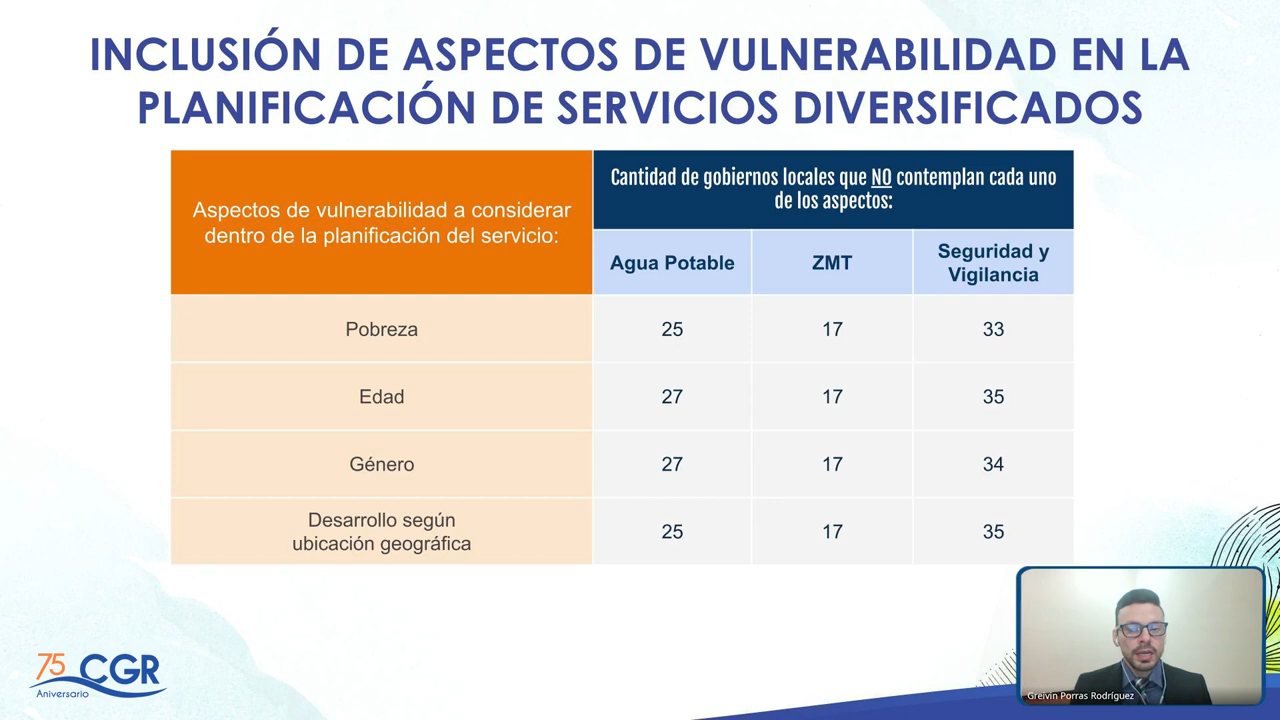 INCLUSIÓN DE ASPECTOS DE VULNERABILIDAD EN LA
PLANIFICACIÓN DE SERVICIOS DIVERSIFICADOS
Aspectos de vulnerabilidad a considerar
dentro de la planificación del servicio:
Cantidad de gobiernos locales que NO contemplan cada uno
de los aspectos:
Agua Potable
ZMT
Seguridad y
Vigilancia
Pobreza
25
17
33
Edad
27
17
35
Género
27
17
34
Desarrollo según
ubicación geográfica
25
17
35
75
Aniversario
CGR
Greivin Porras Rodríguez